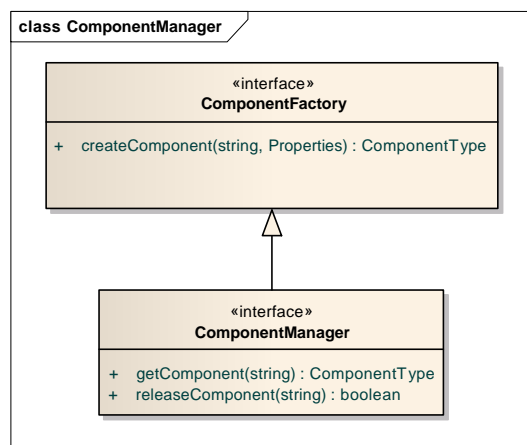 class ComponentManager
«interface»
ComponentFactory
+ createComponent(string, Properties) : ComponentType
«interface»
ComponentManager
+ getComponent(string) : ComponentType
+ releaseComponent(string) : boolean